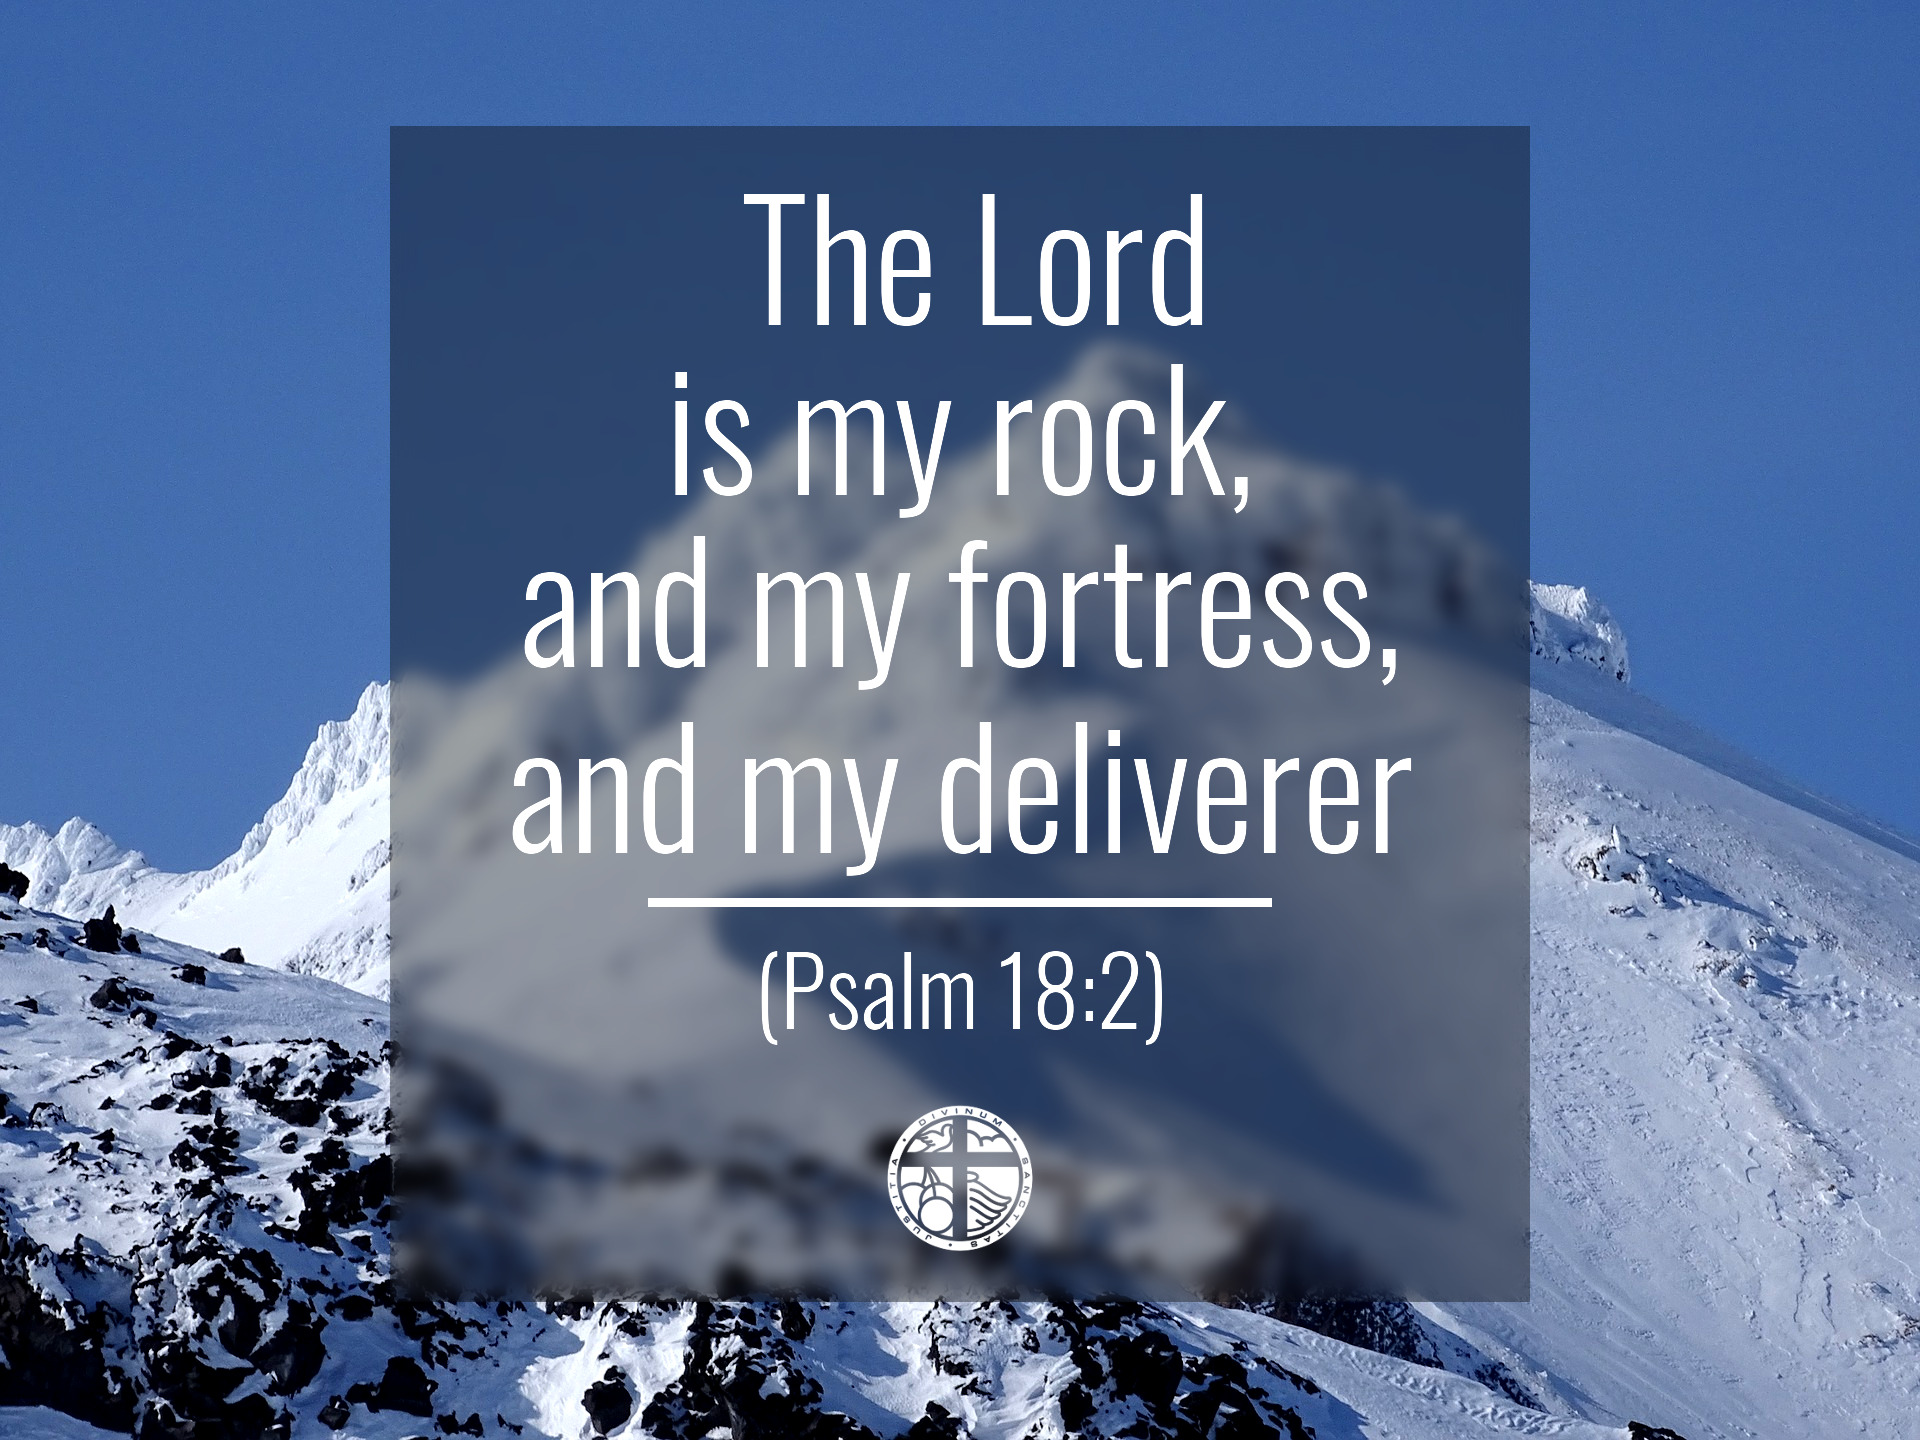 The Lord
is my rock,
and my fortress,
and my deliverer
(Psalm 18:2)
DIVINUM • SANCTITAS • JUSTITIA •